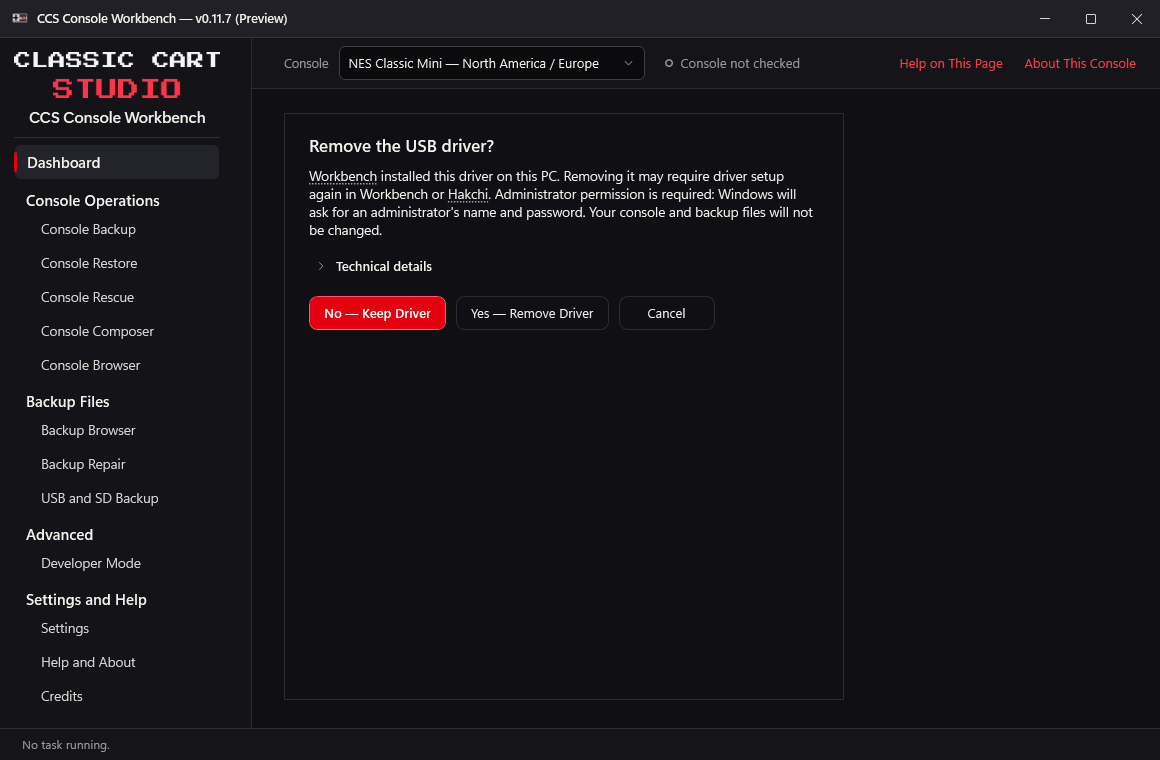 CCS Console Workbench — v0.11.7 (Preview)
CLASSIC CART
STUDIO
CCS Console Workbench
Dashboard
Console Operations
Console Backup
Console Restore
Console Rescue
Console Composer
Console Browser
Backup Files
Backup Browser
Backup Repair
USB and SD Backup
Advanced
Developer Mode
Settings and Help
Settings
Help and About
Credits
Console
NES Classic Mini — North America / Europe
Console not checked
Help on This Page
About This Console
Remove the USB driver?
Workbench installed this driver on this PC. Removing it may require driver setup
again in Workbench or Hakchi. Administrator permission is required: Windows will
ask for an administrator's name and password. Your console and backup files will not
be changed.
Technical details
No — Keep Driver
Yes — Remove Driver
Cancel
No task running.